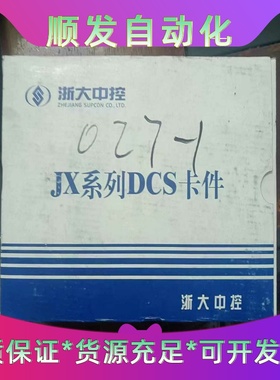 顺发自动化
浙大中控
ZHEJIANG SUPCON CO., LTD.
027-1
JX系列DCS卡件
浙大中控
质保证*货源充足*可开发